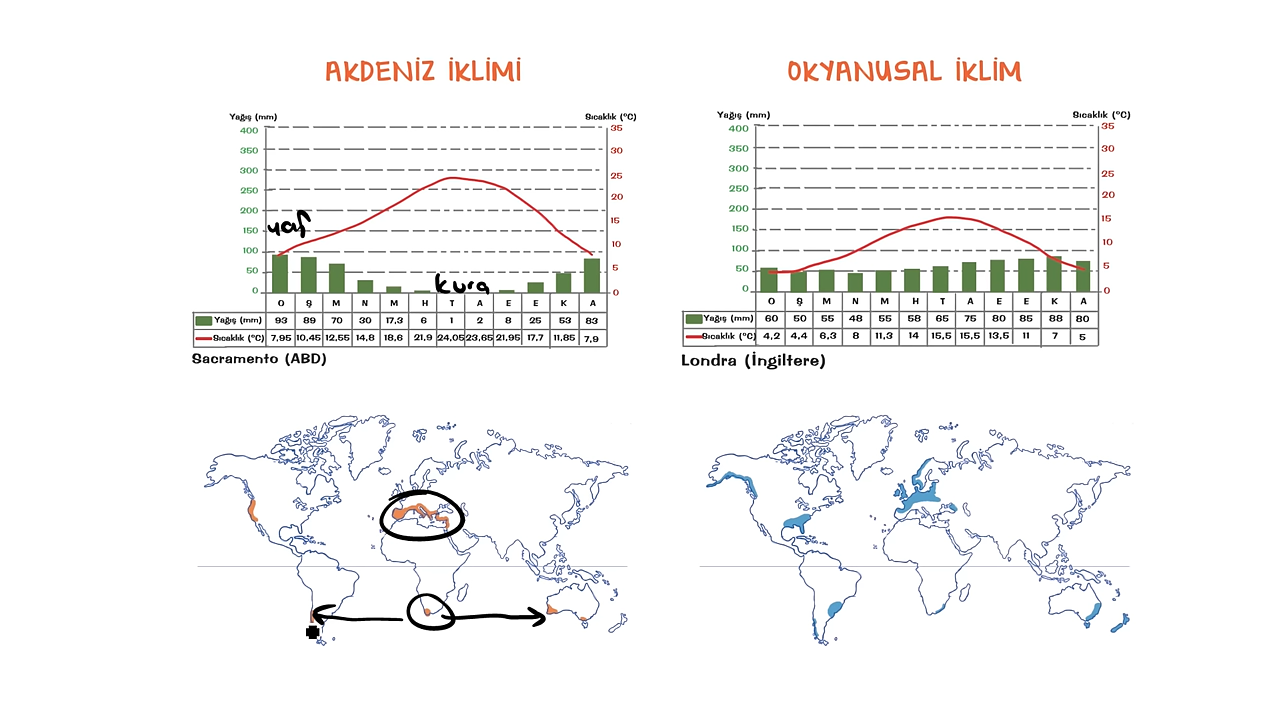 AKDENİZ İKLİMİ
Yağış (mm) Sıcaklık (°C)
400 35
350 30
300 25
250 20
200 15
150 10
100 5
50 0
0
O Ş M N M H T A E E K A
Yağış (mm) 93 89 70 30 17,3 6 1 2 8 25 53 83
Sıcaklık (°C) 7,95 10,45 12,55 14,8 18,6 21,9 24,05 23,65 21,95 17.7 11,85 7,9
Sacramento (ABD)
OKYANUSAL İKLİM
Yağış (mm) Sıcaklık (°C)
400 35
350 30
300 25
250 20
200 15
150 10
100 5
50 0
0
O Ş M N M H T A E E K A
Yağış (mm) 60 50 55 48 55 58 65 75 80 85 88 80
Sıcaklık (°C) 4,2 4,4 6,3 8 11,3 14 15,5 15,5 13,5 11 7 5
Londra (İngiltere)